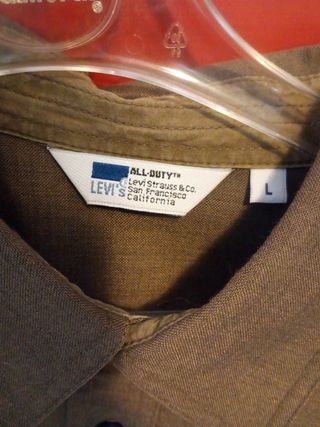 ALL-DUTY™
LEVI'S
Levi Strauss & Co.
San Francisco
California
L